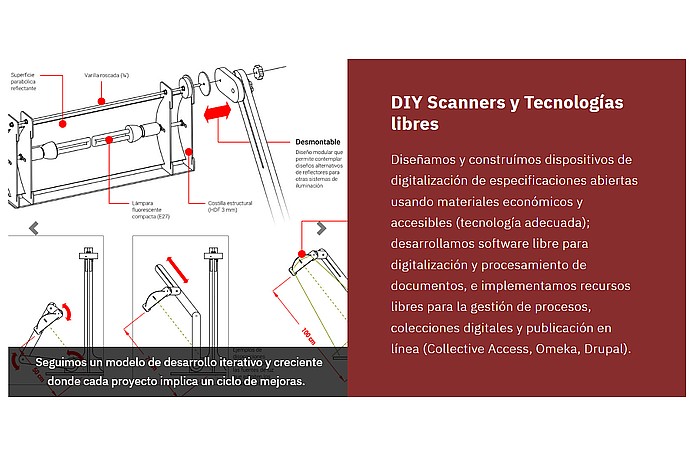 Superficie
parabólica
reflectante
Varilla roscada (¼)
Desmontable
Diseño modular que
permite contemplar
diseños alternativos
de reflectores para
otras sistemas de
iluminación
Lámpara
fluorescente
compacta (E27)
Costilla estructural
(HDF 3 mm)
100 cm
50 cm
Seguimos un modelo de desarrollo iterativo y creciente
donde cada proyecto implica un ciclo de mejoras.
DIY Scanners y Tecnologías
libres
Diseñamos y construímos dispositivos de
digitalización de especificaciones abiertas
usando materiales económicos y
accesibles (tecnología adecuada);
desarrollamos software libre para
digitalización y procesamiento de
documentos, e implementamos recursos
libres para la gestión de procesos,
colecciones digitales y publicación en
línea (Collective Access, Omeka, Drupal).